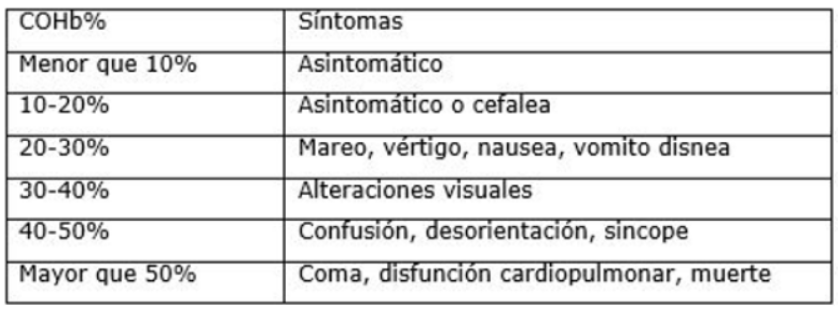 COHb% Síntomas
Menor que 10% Asintomático
10-20% Asintomático o cefalea
20-30% Mareo, vértigo, nausea, vomito disnea
30-40% Alteraciones visuales
40-50% Confusión, desorientación, sincope
Mayor que 50% Coma, disfunción cardiopulmonar, muerte